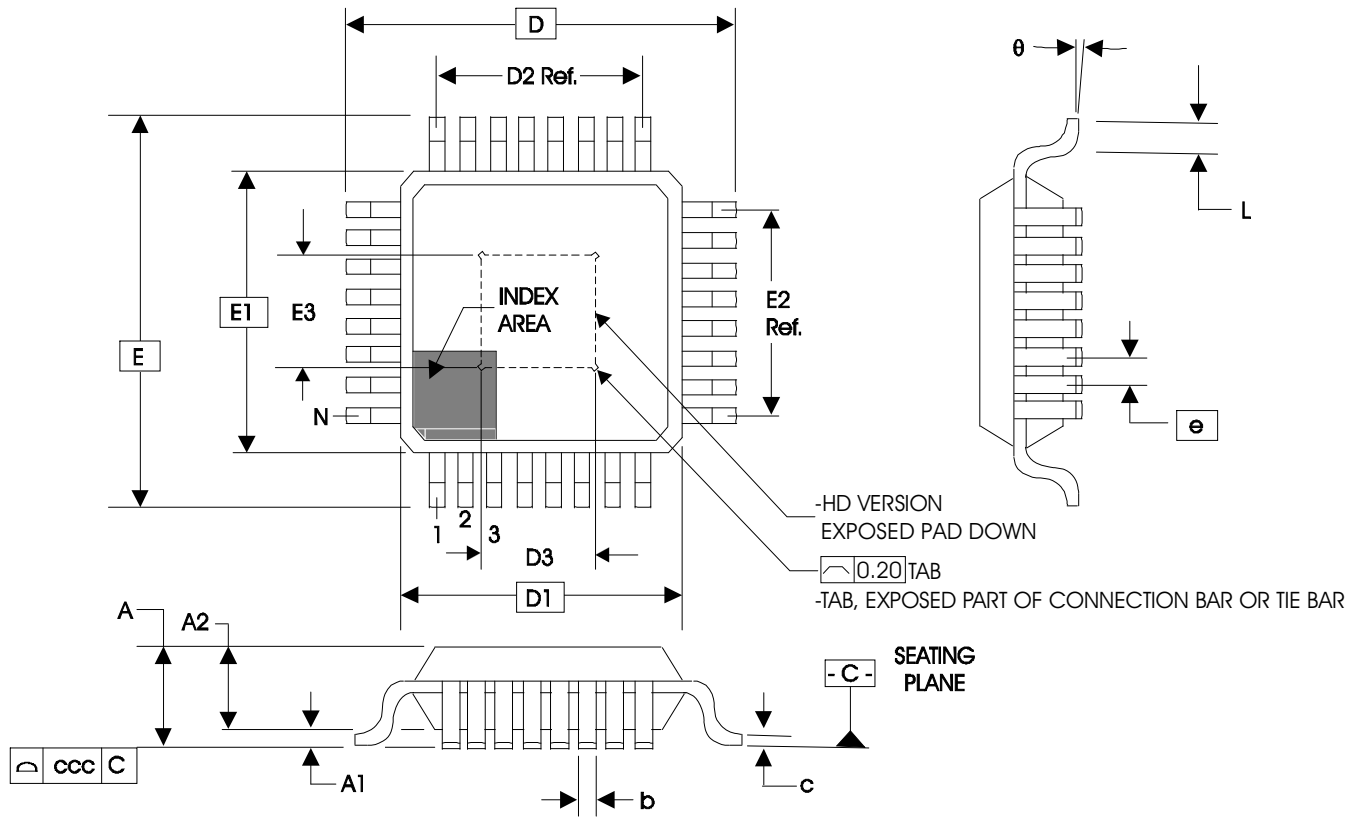 D
D2 Ref.
θ
L
E
E1
E3
INDEX
AREA
E2
Ref.
N
e
1
2
3
D3
D1
-HD VERSION
EXPOSED PAD DOWN
0.20 TAB
-TAB, EXPOSED PART OF CONNECTION BAR OR TIE BAR
A
A2
- C -
SEATING
PLANE
⌓ ccc C
A1
b
c